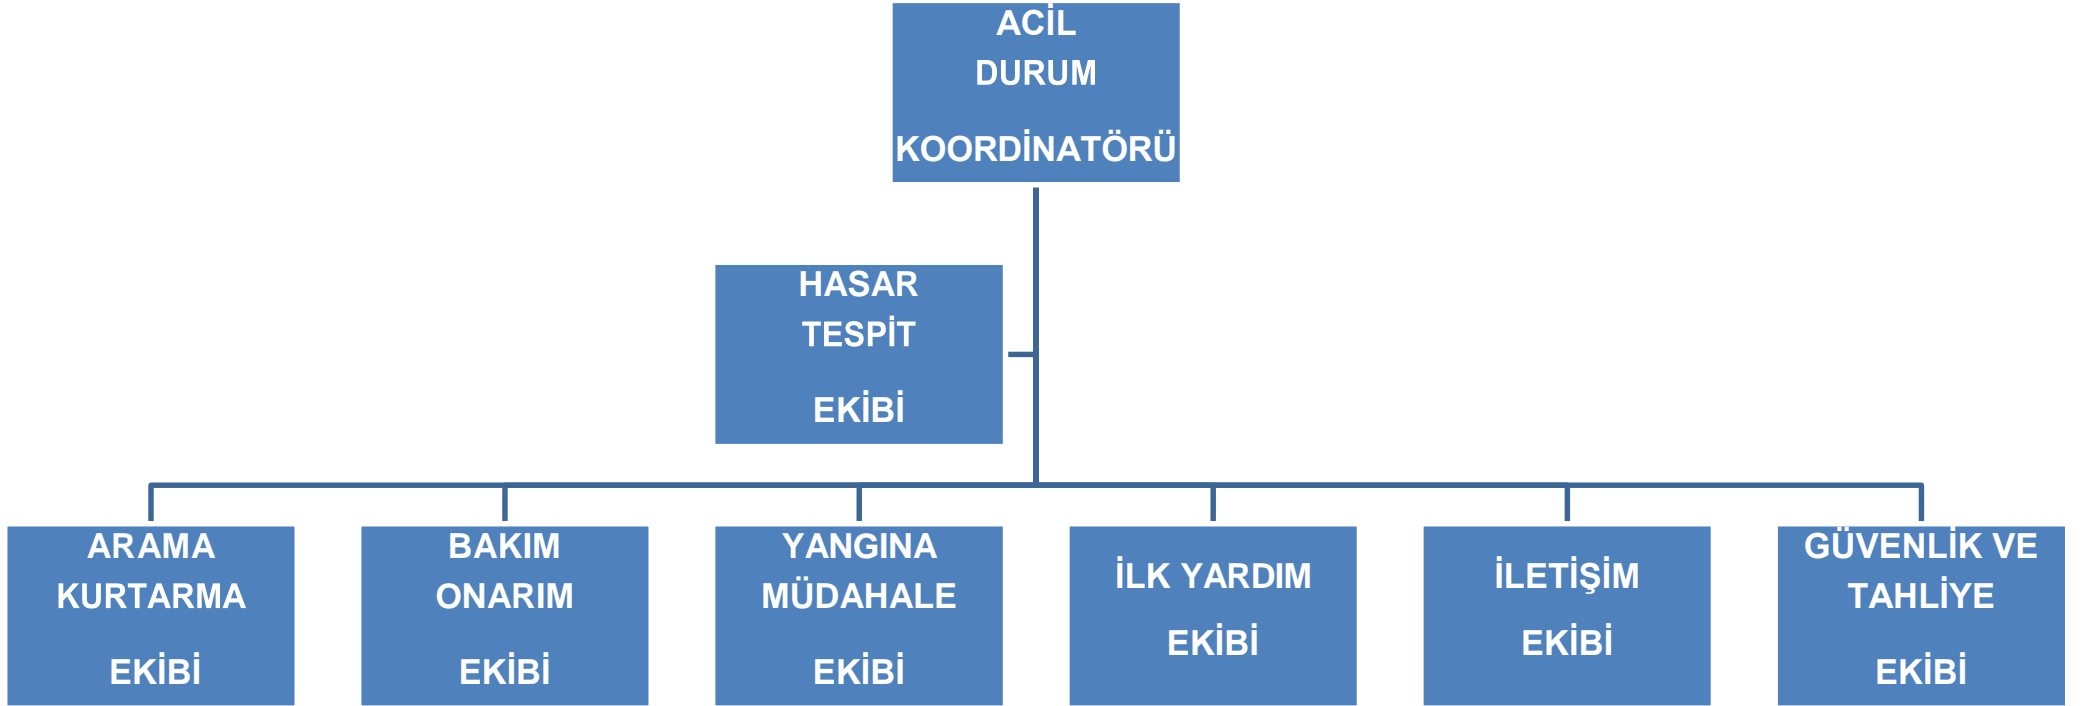 ACİL
DURUM
KOORDİNATÖRÜ
HASAR
TESPİT
EKİBİ
ARAMA
KURTARMA
EKİBİ
BAKIM
ONARIM
EKİBİ
YANGINA
MÜDAHALE
EKİBİ
İLK YARDIM
EKİBİ
İLETİŞİM
EKİBİ
GÜVENLİK VE
TAHLİYE
EKİBİ